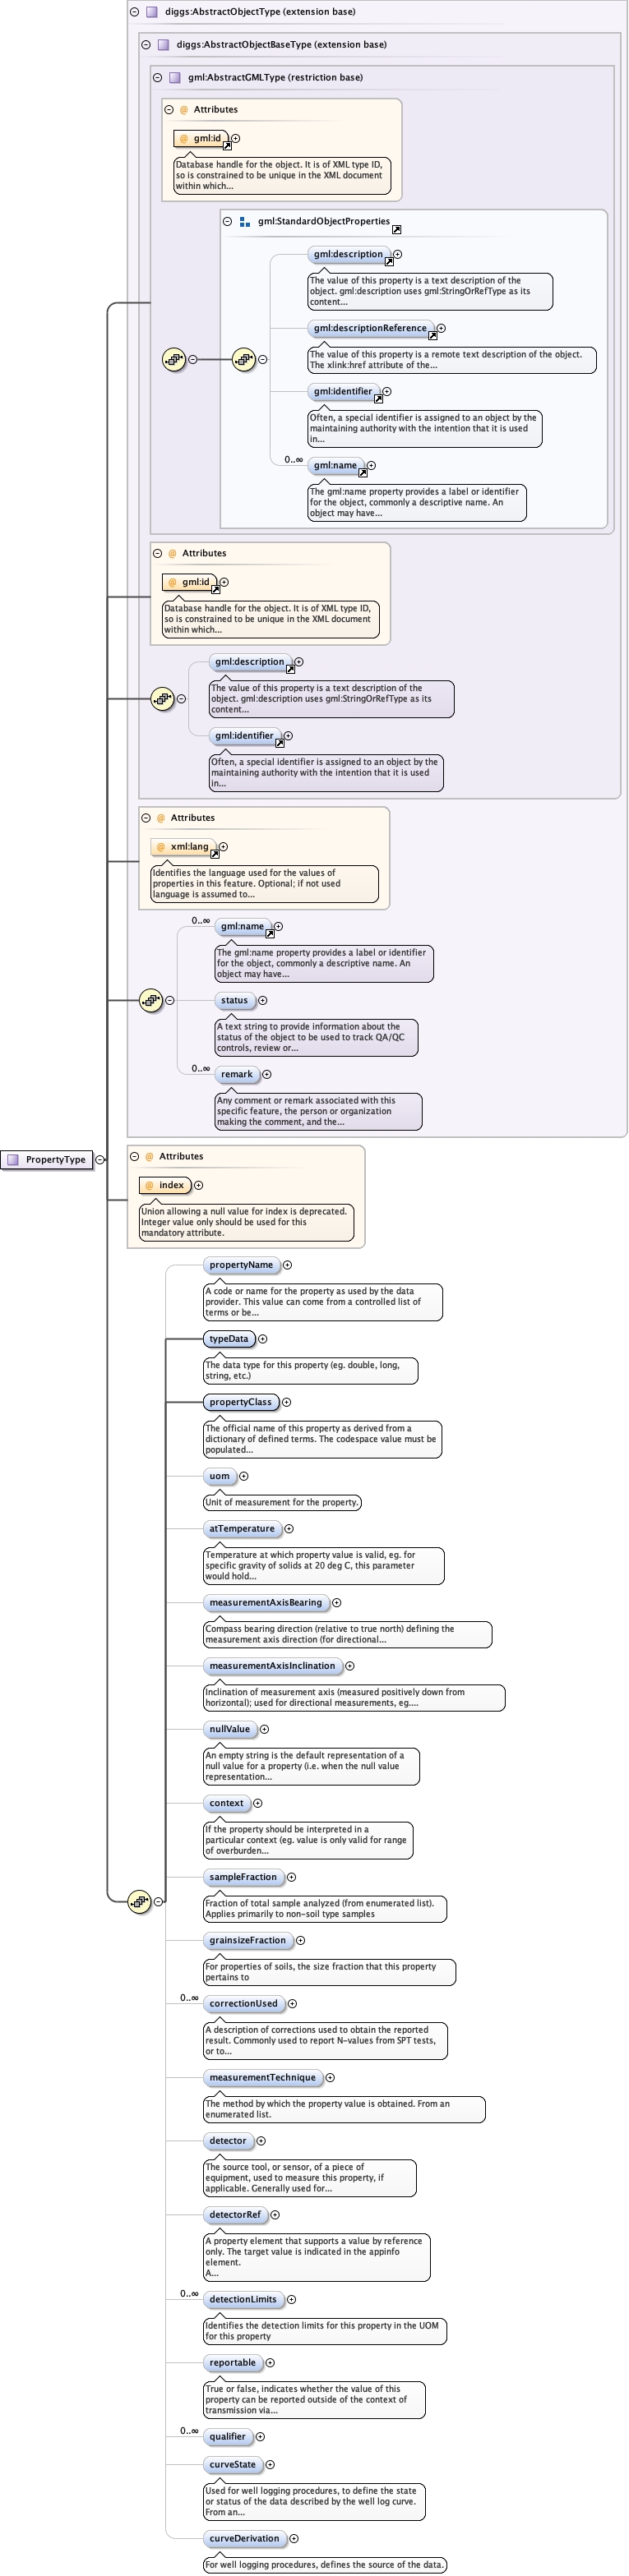 diggs:AbstractObjectType (extension base)
diggs:AbstractObjectBaseType (extension base)
gml:AbstractGMLType (restriction base)
@ Attributes
@ gml:id
Database handle for the object. It is of XML type ID,
so is constrained to be unique in the XML document
within which...
gml:StandardObjectProperties
gml:description
The value of this property is a text description of the
object. gml:description uses gml:StringOrRefType as its
content...
gml:descriptionReference
The value of this property is a remote text description of the object.
The xlink:href attribute of the...
gml:identifier
Often, a special identifier is assigned to an object by the
maintaining authority with the intention that it is used
in...
0..∞
gml:name
The gml:name property provides a label or identifier
for the object, commonly a descriptive name. An
object may have...
@ Attributes
@ gml:id
Database handle for the object. It is of XML type ID,
so is constrained to be unique in the XML document
within which...
gml:description
The value of this property is a text description of the
object. gml:description uses gml:StringOrRefType as its
content...
gml:identifier
Often, a special identifier is assigned to an object by the
maintaining authority with the intention that it is used
in...
@ Attributes
@ xml:lang
Identifies the language used for the values of
properties in this feature. Optional; if not used
language is assumed to...
0..∞
gml:name
The gml:name property provides a label or identifier
for the object, commonly a descriptive name. An
object may have...
status
A text string to provide information about the
status of the object to be used to track QA/QC
controls, review or...
0..∞
remark
Any comment or remark associated with this
specific feature, the person or organization
making the comment, and the...
PropertyType
@ Attributes
@ index
Union allowing a null value for index is deprecated.
Integer value only should be used for this
mandatory attribute.
propertyName
A code or name for the property as used by the data
provider. This value can come from a controlled list of
terms or be...
typeData
The data type for this property (eg. double, long,
string, etc.)
propertyClass
The official name of this property as derived from a
dictionary of defined terms. The codespace value must be
populated...
uom
Unit of measurement for the property.
atTemperature
Temperature at which property value is valid, eg. for
specific gravity of solids at 20 deg C, this parameter
would hold...
measurementAxisBearing
Compass bearing direction (relative to true north) defining the
measurement axis direction (for directional...
measurementAxisInclination
Inclination of measurement axis (measured positively down from
horizontal); used for directional measurements, eg....
nullValue
An empty string is the default representation of a
null value for a property (i.e. when the null value
representation...
context
If the property should be interpreted in a
particular context (eg. value is only valid for range
of overburden...
sampleFraction
Fraction of total sample analyzed (from enumerated list).
Applies primarily to non-soil type samples
grainsizeFraction
For properties of soils, the size fraction that this property
pertains to
0..∞
correctionUsed
A description of corrections used to obtain the reported
result. Commonly used to report N-values from SPT tests,
or to...
measurementTechnique
The method by which the property value is obtained. From an
enumerated list.
detector
The source tool, or sensor, of a piece of
equipment, used to measure this property, if
applicable. Generally used for...
detectorRef
A property element that supports a value by reference
only. The target value is indicated in the appinfo
element.
A...
0..∞
detectionLimits
Identifies the detection limits for this property in the UOM
for this property
reportable
True or false, indicates whether the value of this
property can be reported outside of the context of
transmission via...
0..∞
qualifier
curveState
Used for well logging procedures, to define the state
or status of the data described by the well log curve.
From an...
curveDerivation
For well logging procedures, defines the source of the data.